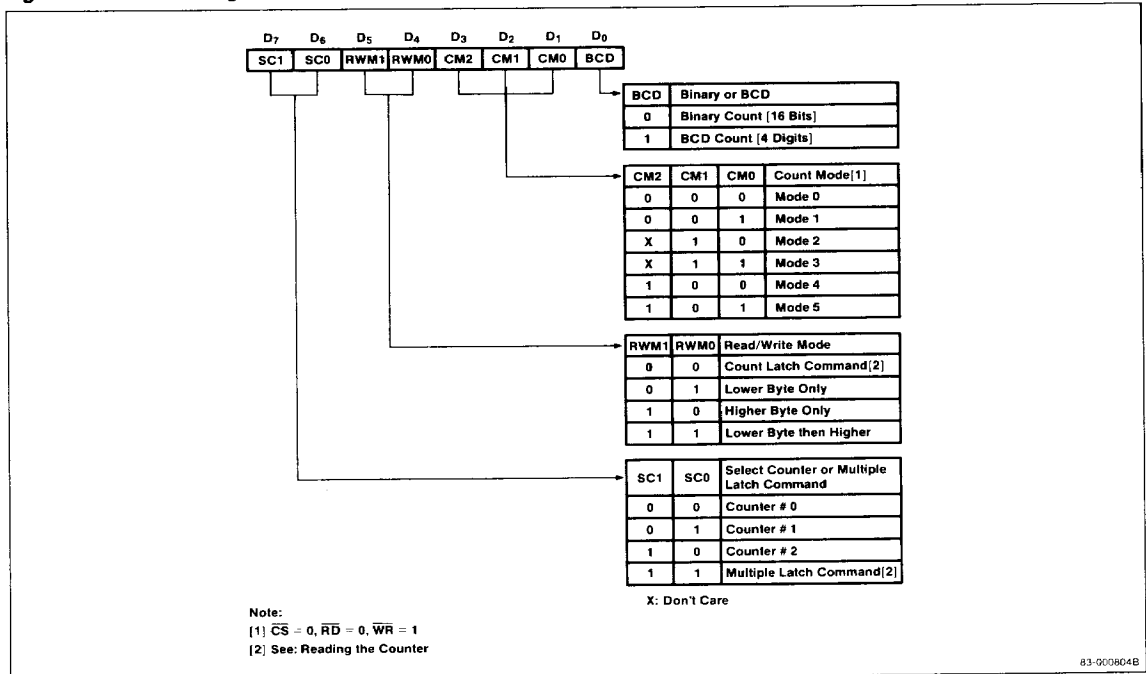 D7 D6 D5 D4 D3 D2 D1 D0
SC1 SC0 RWM1 RWM0 CM2 CM1 CM0 BCD
BCD Binary or BCD
0 Binary Count [16 Bits]
1 BCD Count [4 Digits]
CM2 CM1 CM0 Count Mode[1]
0 0 0 Mode 0
0 0 1 Mode 1
X 1 0 Mode 2
X 1 1 Mode 3
1 0 0 Mode 4
1 0 1 Mode 5
RWM1 RWM0 Read/Write Mode
0 0 Count Latch Command[2]
0 1 Lower Byte Only
1 0 Higher Byte Only
1 1 Lower Byte then Higher
SC1 SC0 Select Counter or Multiple
Latch Command
0 0 Counter # 0
0 1 Counter # 1
1 0 Counter # 2
1 1 Multiple Latch Command[2]
X: Don't Care
Note:
[1] C̅S̅ = 0, R̅D̅ = 0, W̅R̅ = 1
[2] See: Reading the Counter
83-000804B